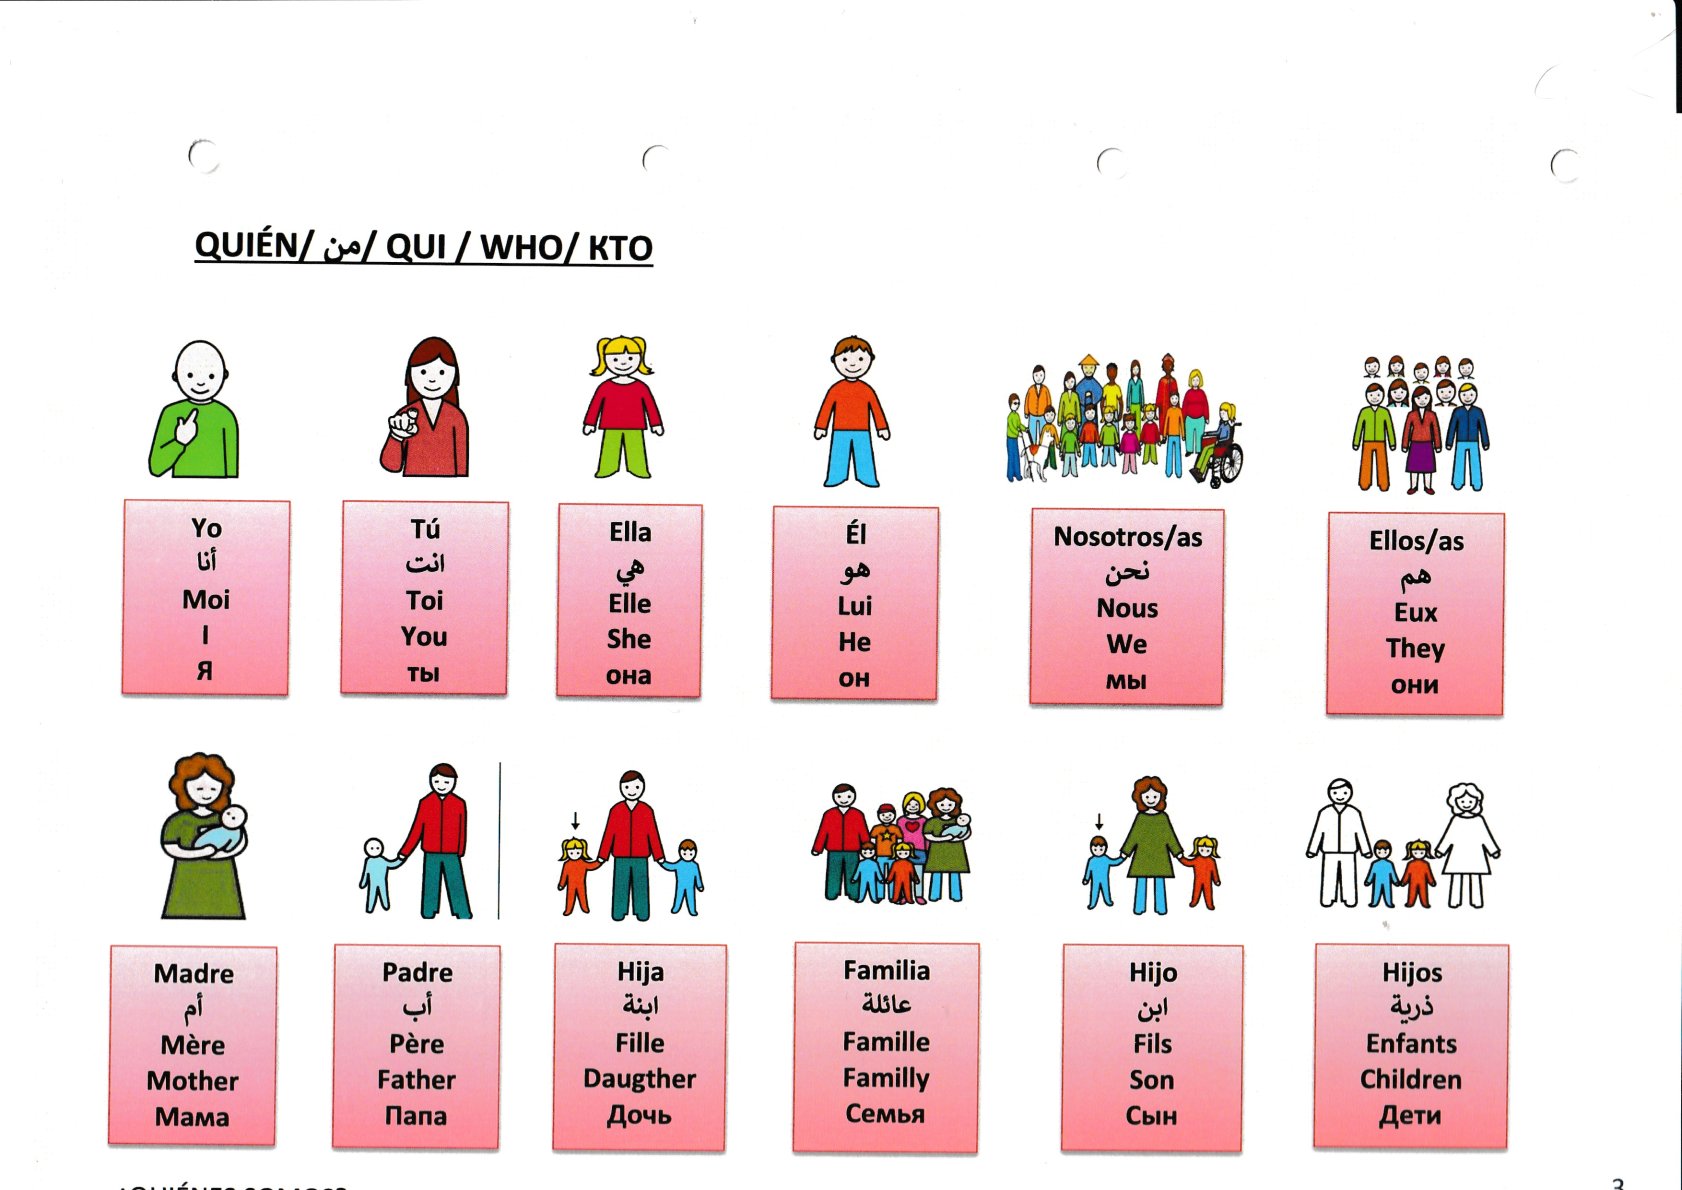 QUIÉN/ من/ QUI / WHO/ КТО
Yo
أنا
Moi
I
Я
Tú
انت
Toi
You
ты
Ella
هي
Elle
She
она
Él
هو
Lui
He
он
Nosotros/as
نحن
Nous
We
мы
Ellos/as
هم
Eux
They
они
Madre
أم
Mère
Mother
Мама
Padre
أب
Père
Father
Папа
Hija
ابنة
Fille
Daugther
Дочь
Familia
عائلة
Famille
Familly
Семья
Hijo
ابن
Fils
Son
Сын
Hijos
ذرية
Enfants
Children
Дети
¿QUIÉNES SOMOS?
3